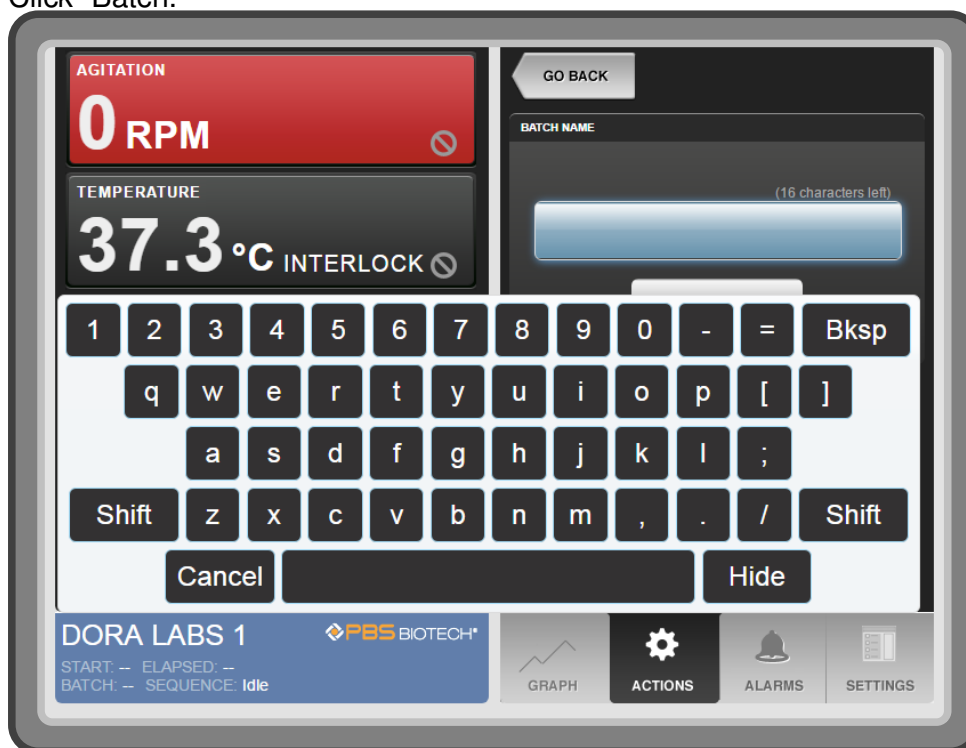 Click "Batch."
AGITATION
0 RPM
TEMPERATURE
37.3 °C INTERLOCK
GO BACK
BATCH NAME
(16 characters left)
1 2 3 4 5 6 7 8 9 0 - = Bksp
q w e r t y u i o p [ ]
a s d f g h j k l ;
Shift z x c v b n m , . / Shift
Cancel Hide
DORA LABS 1
PBS BIOTECH
START: -- ELAPSED: --
BATCH: -- SEQUENCE: Idle
GRAPH ACTIONS ALARMS SETTINGS